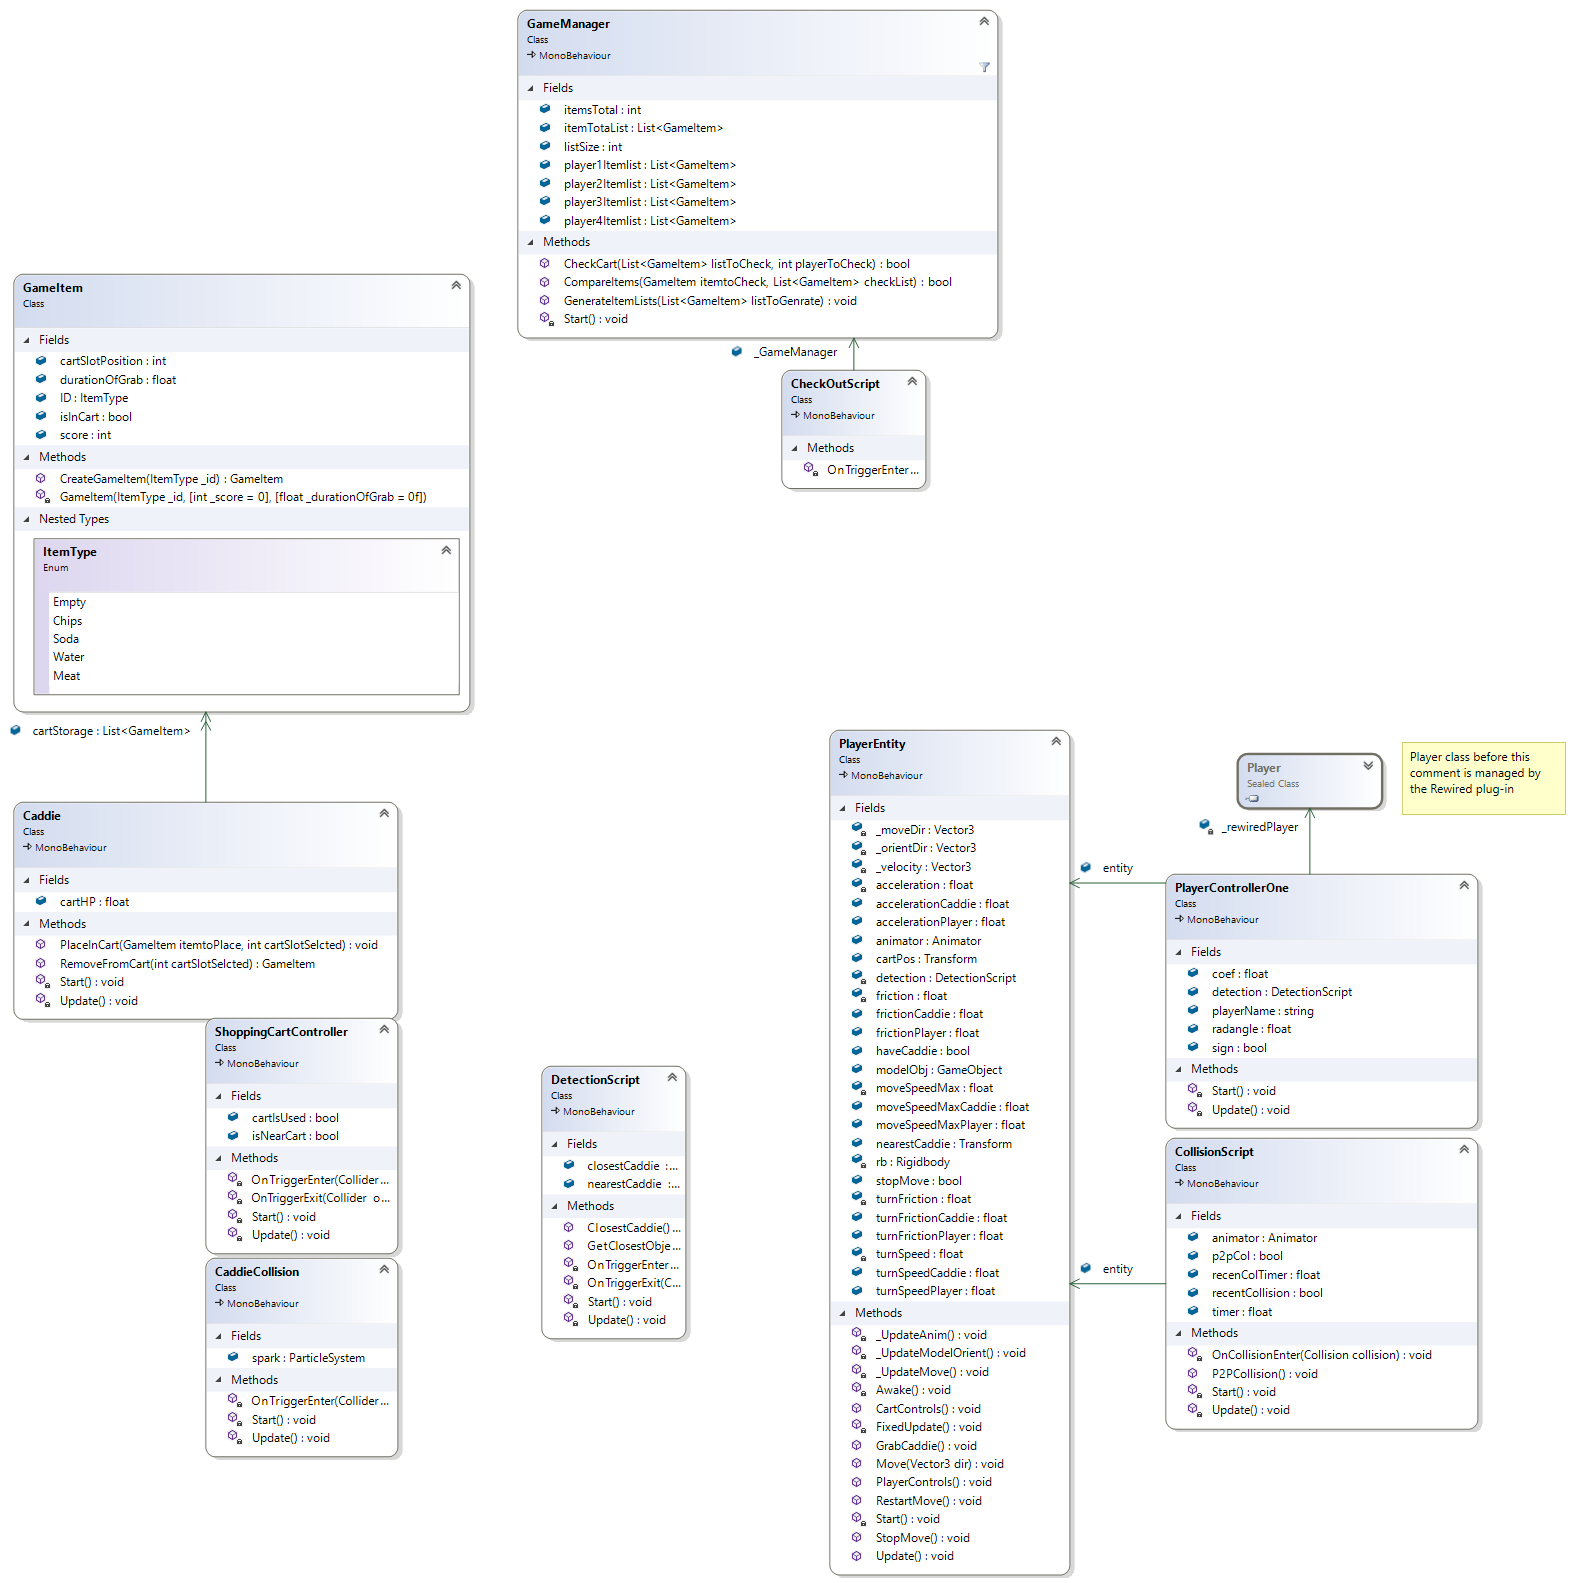 GameManager
Class
MonoBehaviour
Fields
itemsTotal : int
itemTotaList : List<GameItem>
listSize : int
player1Itemlist : List<GameItem>
player2Itemlist : List<GameItem>
player3Itemlist : List<GameItem>
player4Itemlist : List<GameItem>
Methods
CheckCart(List<GameItem> listToCheck, int playerToCheck) : bool
CompareItems(GameItem itemtoCheck, List<GameItem> checkList) : bool
GenerateItemLists(List<GameItem> listToGenrate) : void
Start() : void
_GameManager
CheckOutScript
Class
MonoBehaviour
Methods
OnTriggerEnter...
GameItem
Class
Fields
cartSlotPosition : int
durationOfGrab : float
ID : ItemType
isInCart : bool
score : int
Methods
CreateGameItem(ItemType _id) : GameItem
GameItem(ItemType _id, [int _score = 0], [float _durationOfGrab = 0f])
Nested Types
ItemType
Enum
Empty
Chips
Soda
Water
Meat
cartStorage : List<GameItem>
Caddie
Class
MonoBehaviour
Fields
cartHP : float
Methods
PlaceInCart(GameItem itemtoPlace, int cartSlotSelcted) : void
RemoveFromCart(int cartSlotSelcted) : GameItem
Start() : void
Update() : void
ShoppingCartController
Class
MonoBehaviour
Fields
cartIsUsed : bool
isNearCart : bool
Methods
OnTriggerEnter(Collider...
OnTriggerExit(Collider o...
Start() : void
Update() : void
CaddieCollision
Class
MonoBehaviour
Fields
spark : ParticleSystem
Methods
OnTriggerEnter(Collider...
Start() : void
Update() : void
DetectionScript
Class
MonoBehaviour
Fields
closestCaddie :...
nearestCaddie :...
Methods
ClosestCaddie()...
GetClosestObje...
OnTriggerEnter...
OnTriggerExit(C...
Start() : void
Update() : void
PlayerEntity
Class
MonoBehaviour
Fields
_moveDir : Vector3
_orientDir : Vector3
_velocity : Vector3
acceleration : float
accelerationCaddie : float
accelerationPlayer : float
animator : Animator
cartPos : Transform
detection : DetectionScript
friction : float
frictionCaddie : float
frictionPlayer : float
haveCaddie : bool
modelObj : GameObject
moveSpeedMax : float
moveSpeedMaxCaddie : float
moveSpeedMaxPlayer : float
nearestCaddie : Transform
rb : Rigidbody
stopMove : bool
turnFriction : float
turnFrictionCaddie : float
turnFrictionPlayer : float
turnSpeed : float
turnSpeedCaddie : float
turnSpeedPlayer : float
Methods
_UpdateAnim() : void
_UpdateModelOrient() : void
_UpdateMove() : void
Awake() : void
CartControls() : void
FixedUpdate() : void
GrabCaddie() : void
Move(Vector3 dir) : void
PlayerControls() : void
RestartMove() : void
Start() : void
StopMove() : void
Update() : void
Player
Sealed Class
Player class before this
comment is managed by
the Rewired plug-in
_rewiredPlayer
entity
PlayerControllerOne
Class
MonoBehaviour
Fields
coef : float
detection : DetectionScript
playerName : string
radangle : float
sign : bool
Methods
Start() : void
Update() : void
entity
CollisionScript
Class
MonoBehaviour
Fields
animator : Animator
p2pCol : bool
recenColTimer : float
recentCollision : bool
timer : float
Methods
OnCollisionEnter(Collision collision) : void
P2PCollision() : void
Start() : void
Update() : void